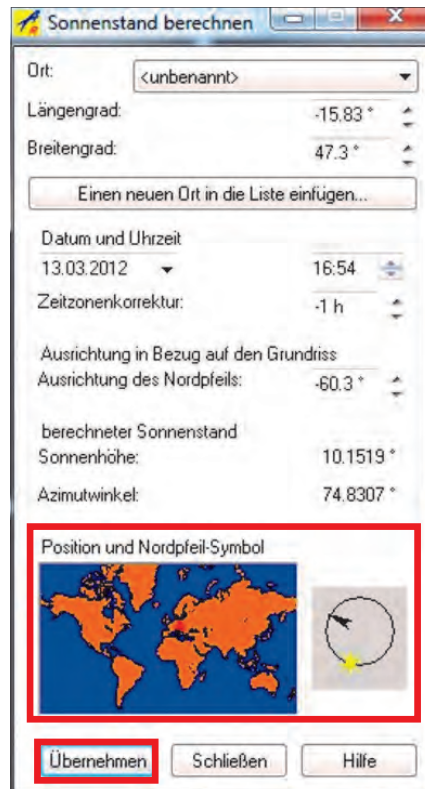 Sonnenstand berechnen
Ort: <unbenannt>
Längengrad: -15.83 °
Breitengrad: 47.3 °
Einen neuen Ort in die Liste einfügen...
Datum und Uhrzeit
13.03.2012 16:54
Zeitzonenkorrektur: -1 h
Ausrichtung in Bezug auf den Grundriss
Ausrichtung des Nordpfeils: -60.3 °
berechneter Sonnenstand
Sonnenhöhe: 10.1519 °
Azimutwinkel: 74.8307 °
Position und Nordpfeil-Symbol
Übernehmen Schließen Hilfe